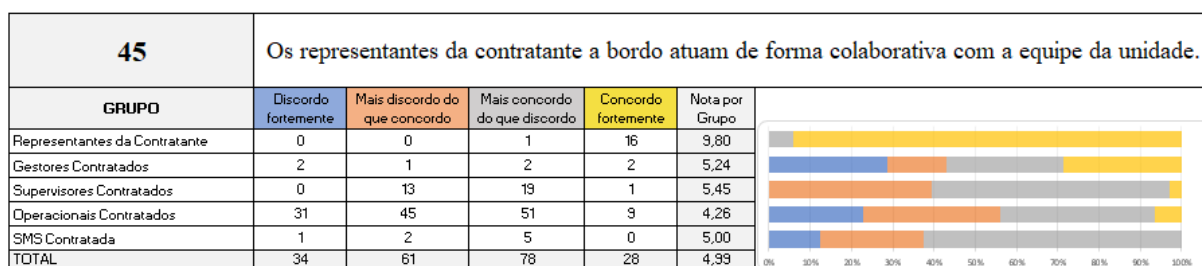 45 Os representantes da contratante a bordo atuam de forma colaborativa com a equipe da unidade.
GRUPO Discordo fortemente Mais discordo do que concordo Mais concordo do que discordo Concordo fortemente Nota por Grupo
Representantes da Contratante 0 0 1 16 9,80
Gestores Contratados 2 1 2 2 5,24
Supervisores Contratados 0 13 19 1 5,45
Operacionais Contratados 31 45 51 9 4,26
SMS Contratada 1 2 5 0 5,00
TOTAL 34 61 78 28 4,99
0% 10% 20% 30% 40% 50% 60% 70% 80% 90% 100%